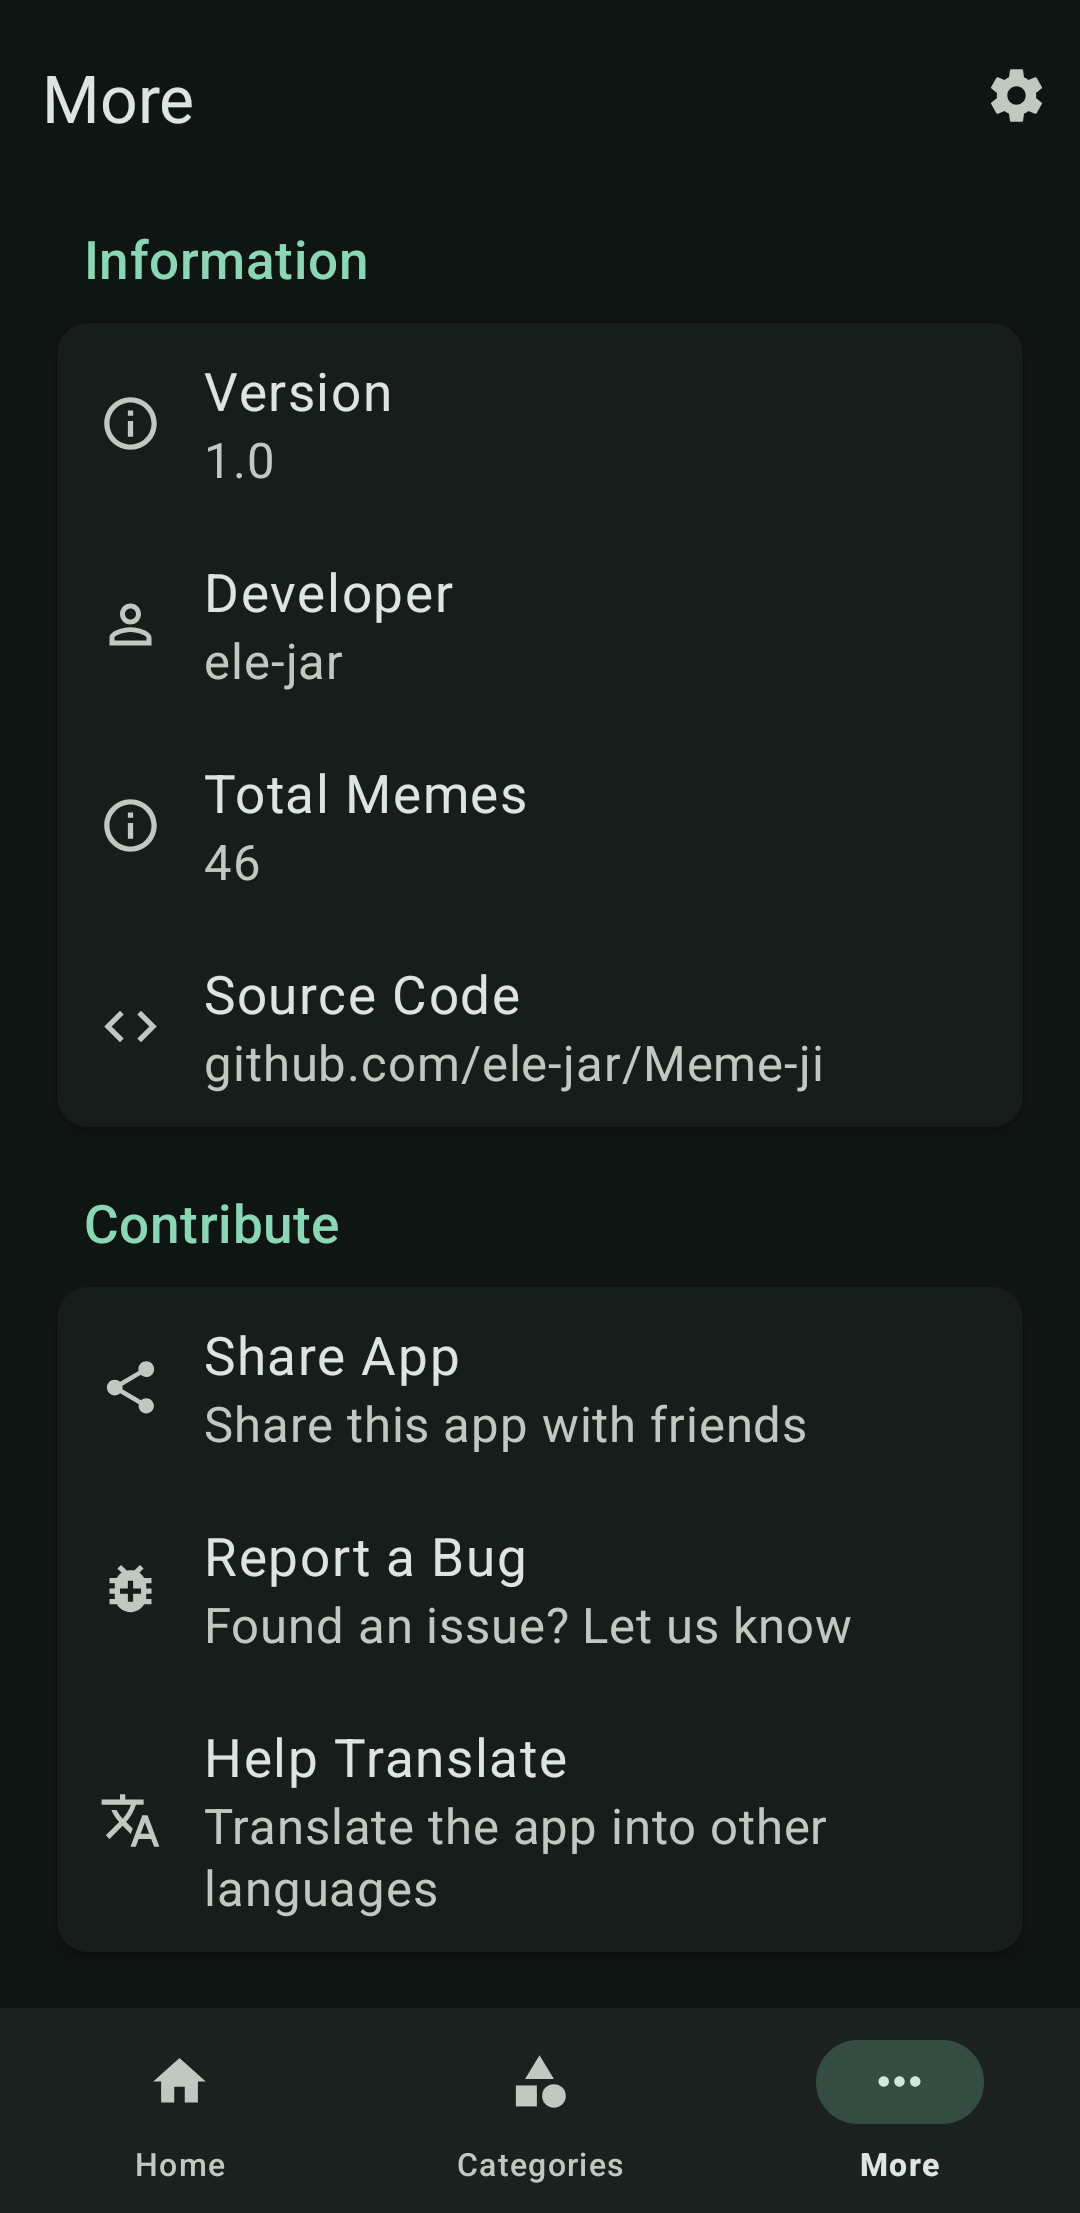 More
Information
Version
1.0
Developer
ele-jar
Total Memes
46
Source Code
github.com/ele-jar/Meme-ji
Contribute
Share App
Share this app with friends
Report a Bug
Found an issue? Let us know
Help Translate
Translate the app into other
languages
Home
Categories
More